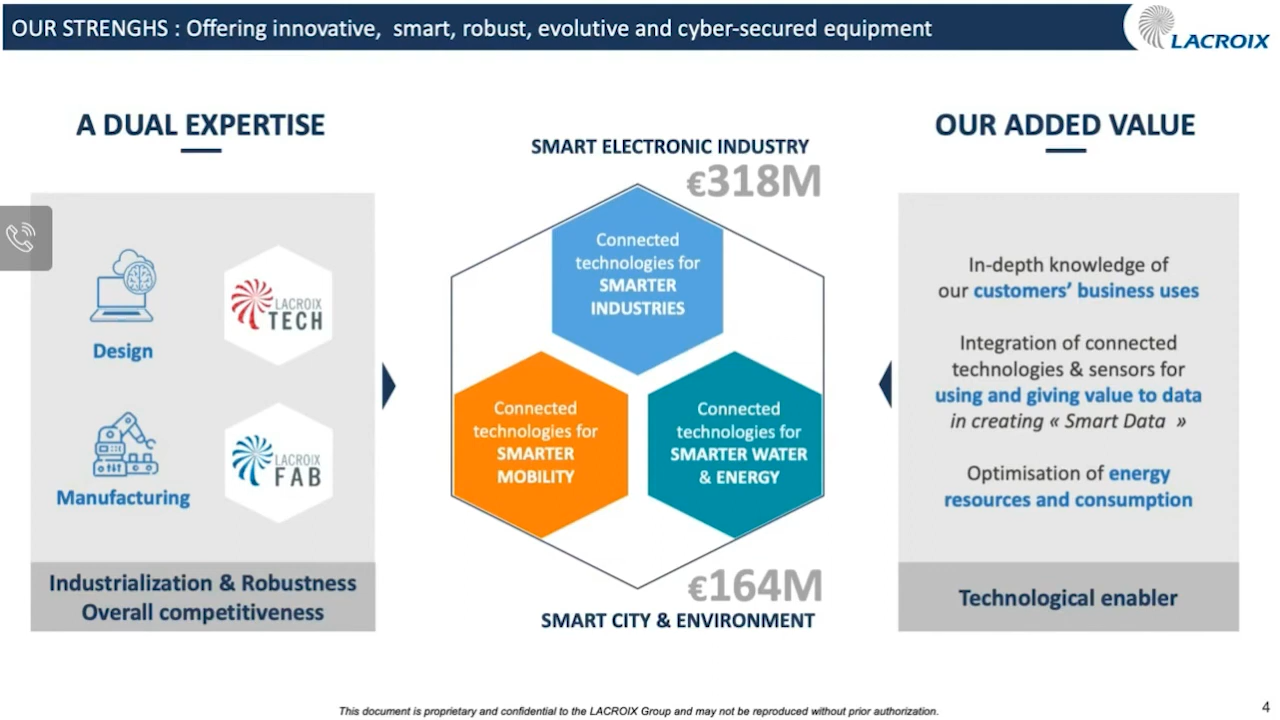 OUR STRENGHS : Offering innovative, smart, robust, evolutive and cyber-secured equipment
LACROIX
A DUAL EXPERTISE
Design
LACROIX
TECH
Manufacturing
LACROIX
FAB
Industrialization & Robustness
Overall competitiveness
SMART ELECTRONIC INDUSTRY
€318M
Connected
technologies for
SMARTER
INDUSTRIES
Connected
technologies for
SMARTER
MOBILITY
Connected
technologies for
SMARTER WATER
& ENERGY
€164M
SMART CITY & ENVIRONMENT
OUR ADDED VALUE
In-depth knowledge of
our customers’ business uses
Integration of connected
technologies & sensors for
using and giving value to data
in creating « Smart Data »
Optimisation of energy
resources and consumption
Technological enabler
This document is proprietary and confidential to the LACROIX Group and may not be reproduced without prior authorization.
4